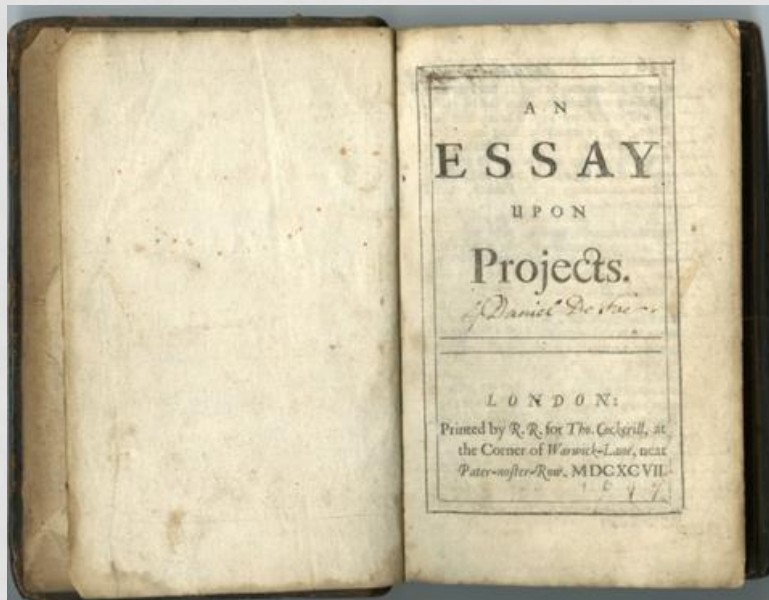 AN
ESSAY
UPON
Projects.
Daniel De Foe
LONDON:
Printed by R. R. for Tho. Cockerill, at
the Corner of Warwick-Lane, near
Pater-noster-Row. MDCXCVII.
1697